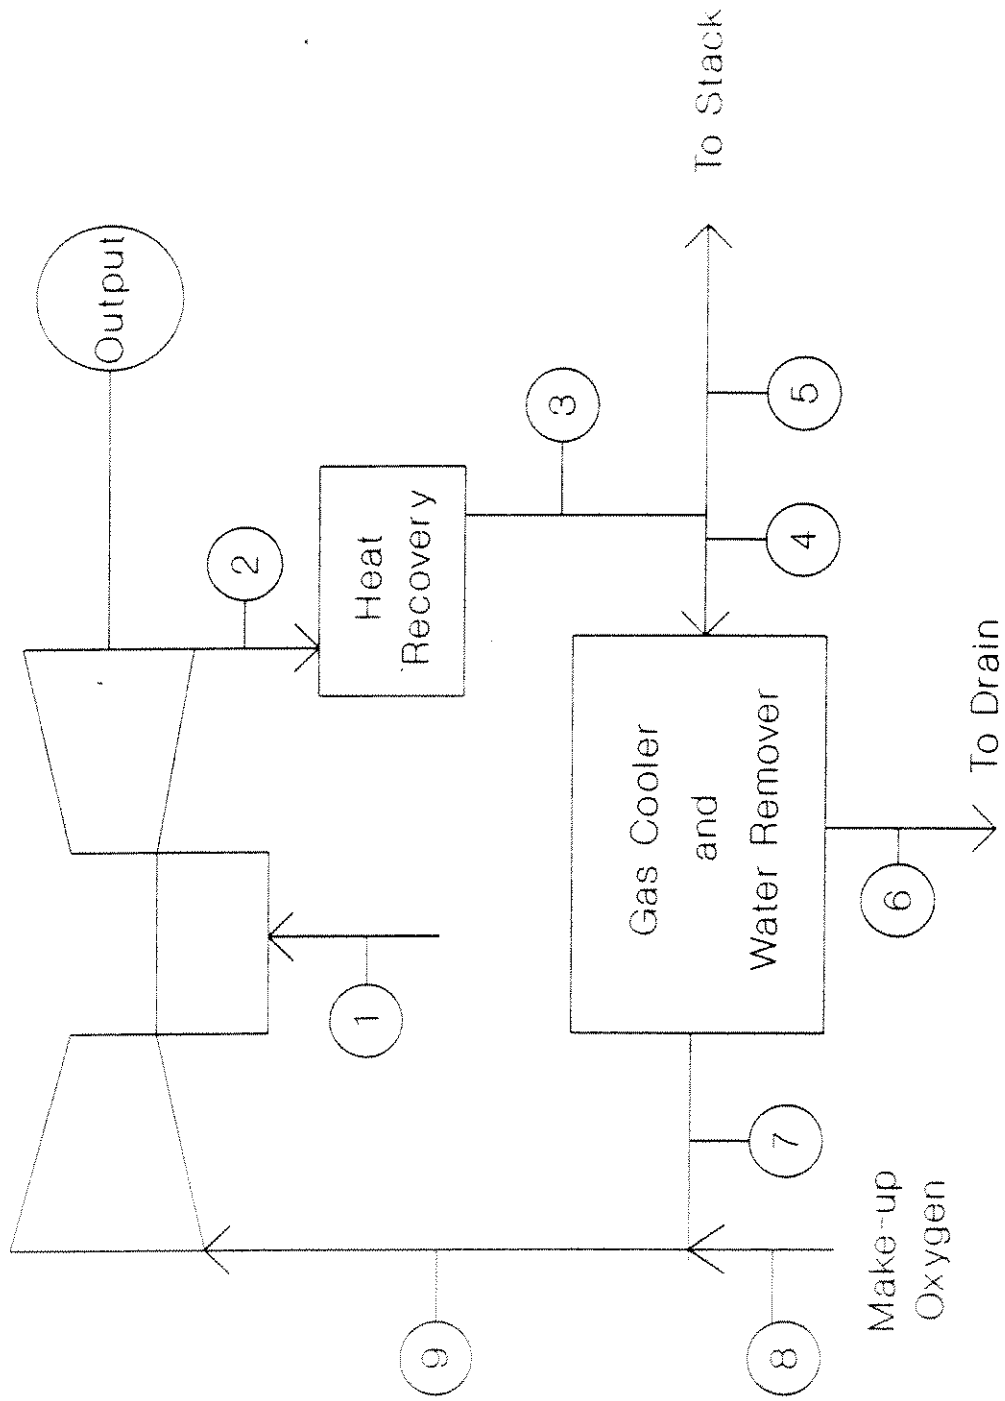 Output
2
Heat
Recovery
3
To Stack
1
4
5
Gas Cooler
and
Water Remover
9
7
6
To Drain
8
Make-up
Oxygen